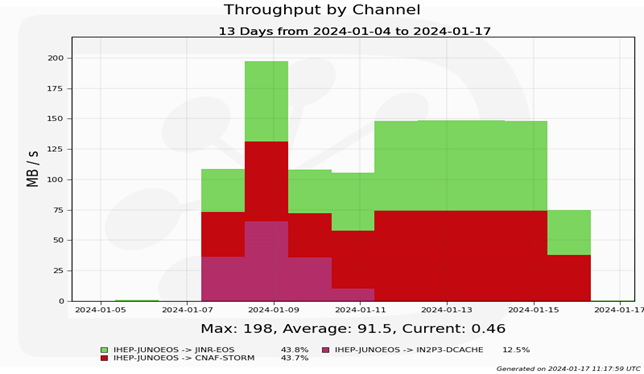 Throughput by Channel
13 Days from 2024-01-04 to 2024-01-17
MB / s
200
175
150
125
100
75
50
25
0
2024-01-05 2024-01-07 2024-01-09 2024-01-11 2024-01-13 2024-01-15 2024-01-17
Max: 198, Average: 91.5, Current: 0.46
IHEP-JUNOEOS -> JINR-EOS 43.8% IHEP-JUNOEOS -> IN2P3-DCACHE 12.5%
IHEP-JUNOEOS -> CNAF-STORM 43.7%
Generated on 2024-01-17 11:17:59 UTC